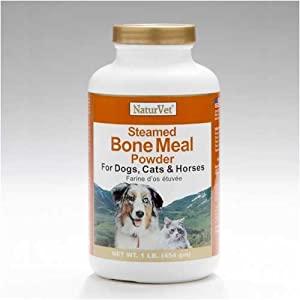 NaturVet®
Steamed
Bone Meal
Powder
For Dogs, Cats & Horses
Farine d'os étuvée
NET WT. 1 LB. (454 gm)